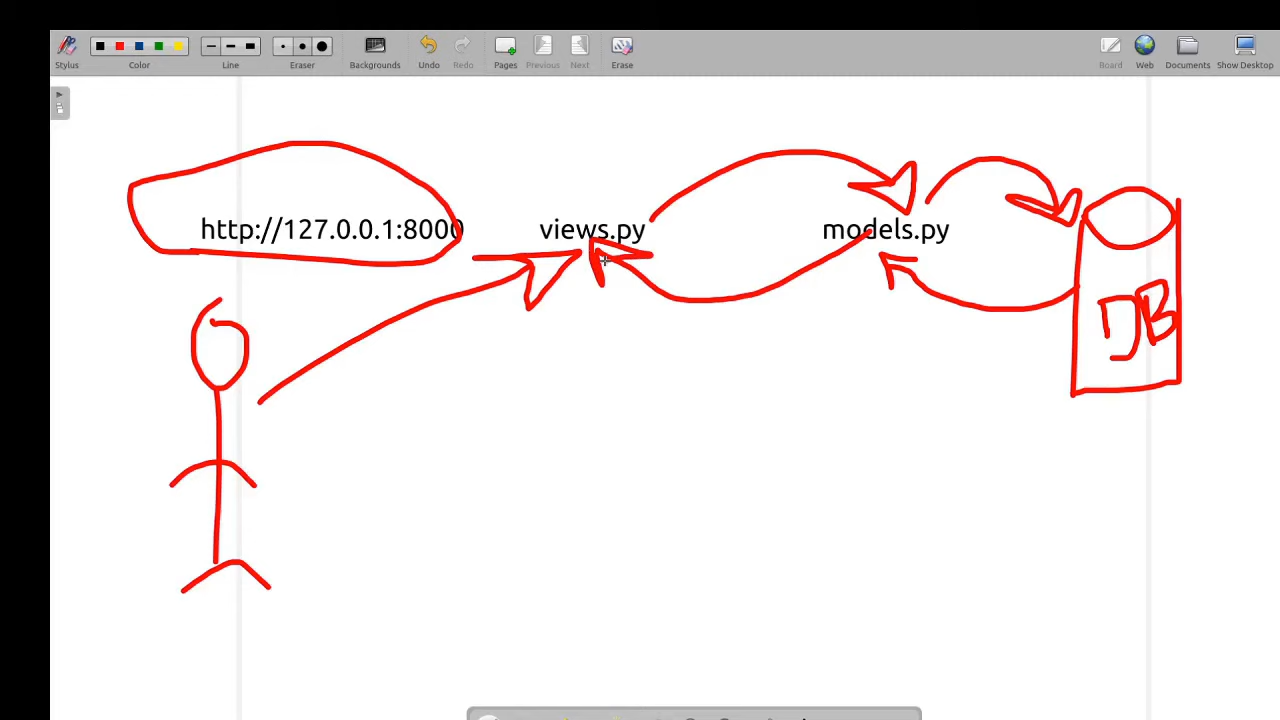 Stylus Color Line Eraser Backgrounds Undo Redo Pages Previous Next Erase Board Web Documents Show Desktop
http://127.0.0.1:8000 views.py models.py
DB